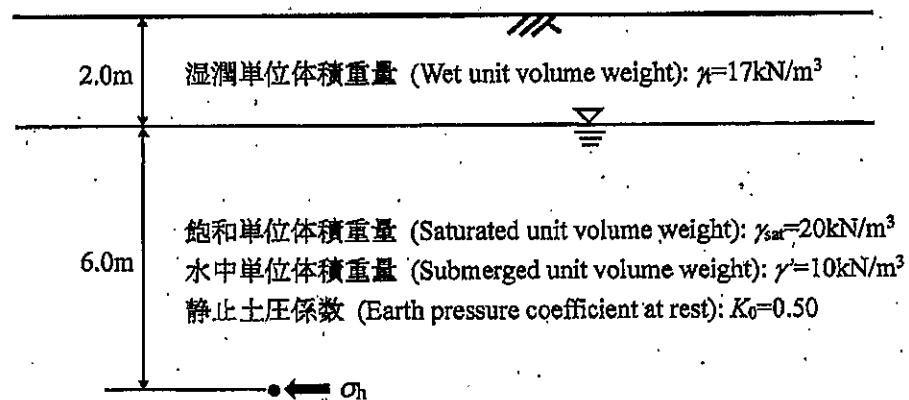 2.0m
湿潤単位体積重量 (Wet unit volume weight): γt=17kN/m³
6.0m
飽和単位体積重量 (Saturated unit volume weight): γsat=20kN/m³
水中単位体積重量 (Submerged unit volume weight): γ'=10kN/m³
静止土圧係数 (Earth pressure coefficient at rest): K0=0.50
σh